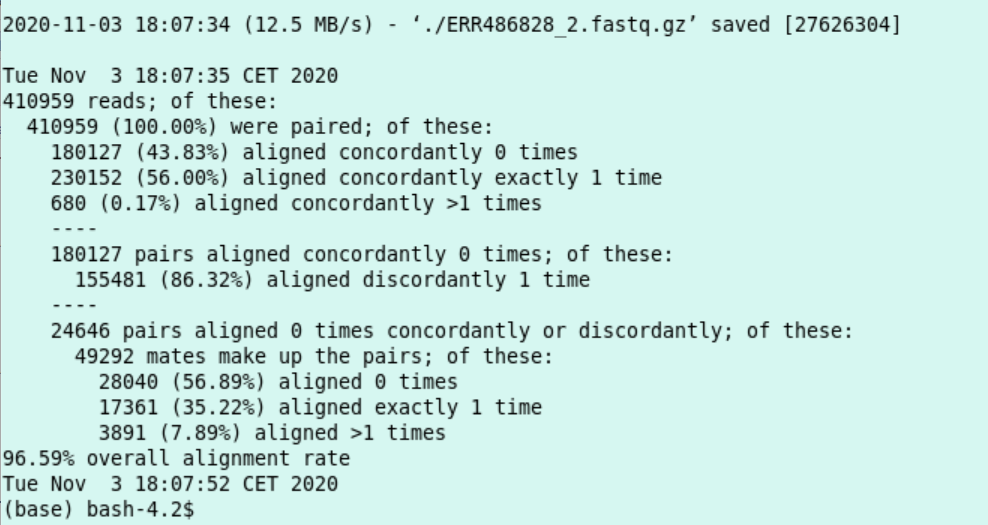 2020-11-03 18:07:34 (12.5 MB/s) - ‘./ERR486828_2.fastq.gz’ saved [27626304]

Tue Nov  3 18:07:35 CET 2020
410959 reads; of these:
  410959 (100.00%) were paired; of these:
    180127 (43.83%) aligned concordantly 0 times
    230152 (56.00%) aligned concordantly exactly 1 time
    680 (0.17%) aligned concordantly >1 times
    ----
    180127 pairs aligned concordantly 0 times; of these:
      155481 (86.32%) aligned discordantly 1 time
    ----
    24646 pairs aligned 0 times concordantly or discordantly; of these:
      49292 mates make up the pairs; of these:
        28040 (56.89%) aligned 0 times
        17361 (35.22%) aligned exactly 1 time
        3891 (7.89%) aligned >1 times
96.59% overall alignment rate
Tue Nov  3 18:07:52 CET 2020
(base) bash-4.2$